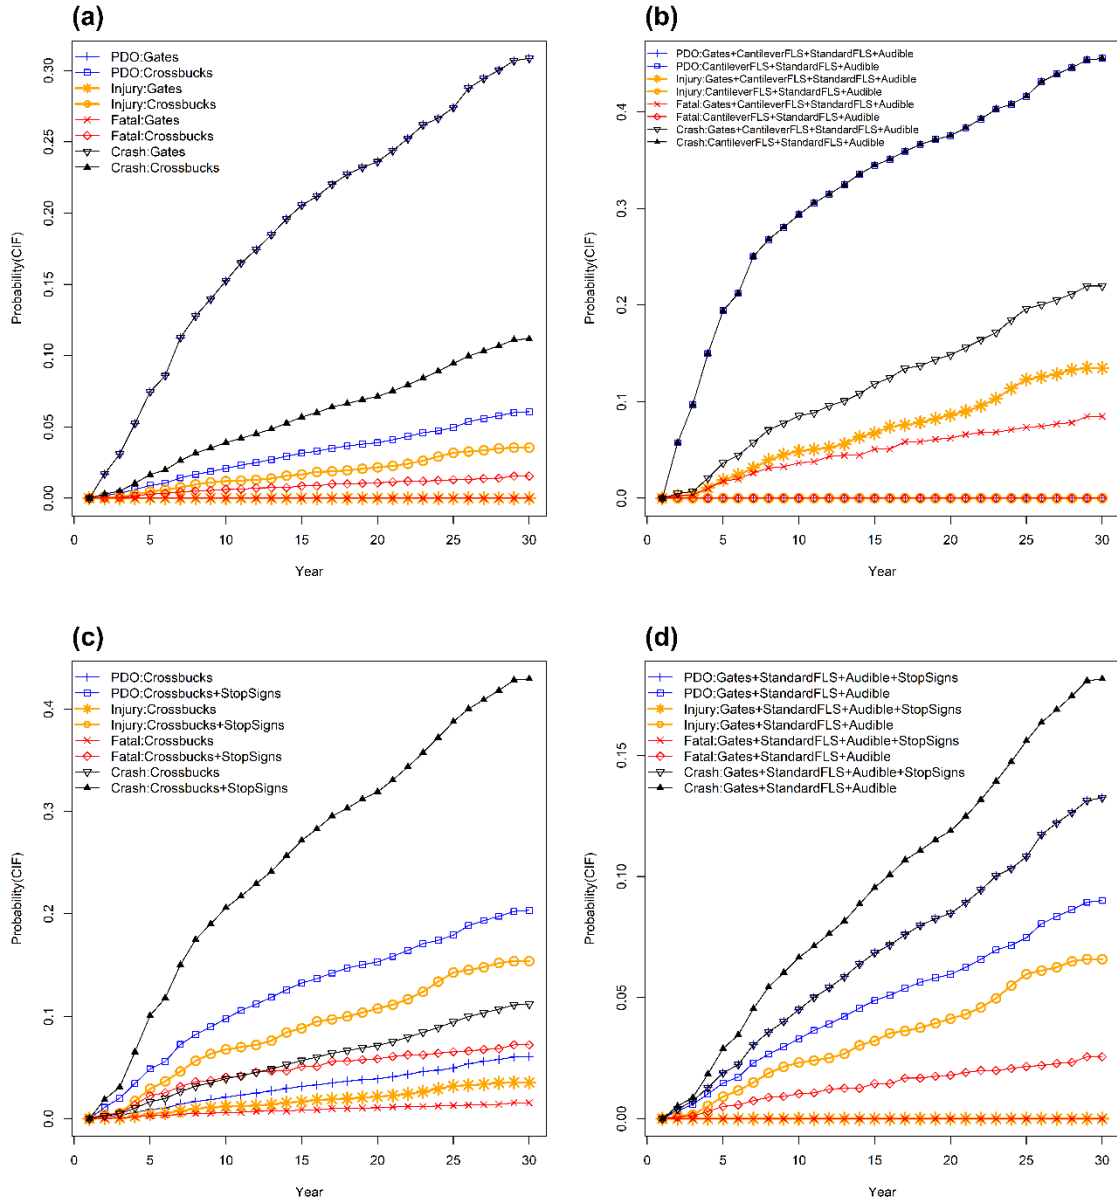 (a)
PDO:Gates
PDO:Crossbucks
Injury:Gates
Injury:Crossbucks
Fatal:Gates
Fatal:Crossbucks
Crash:Gates
Crash:Crossbucks
Probability(CIF)
0.00
0.05
0.10
0.15
0.20
0.25
0.30
0 5 10 15 20 25 30
Year
(b)
PDO:Gates+CantileverFLS+StandardFLS+Audible
PDO:CantileverFLS+StandardFLS+Audible
Injury:Gates+CantileverFLS+StandardFLS+Audible
Injury:CantileverFLS+StandardFLS+Audible
Fatal:Gates+CantileverFLS+StandardFLS+Audible
Fatal:CantileverFLS+StandardFLS+Audible
Crash:Gates+CantileverFLS+StandardFLS+Audible
Crash:CantileverFLS+StandardFLS+Audible
Probability(CIF)
0.0
0.1
0.2
0.3
0.4
0 5 10 15 20 25 30
Year
(c)
PDO:Crossbucks
PDO:Crossbucks+StopSigns
Injury:Crossbucks
Injury:Crossbucks+StopSigns
Fatal:Crossbucks
Fatal:Crossbucks+StopSigns
Crash:Crossbucks
Crash:Crossbucks+StopSigns
Probability(CIF)
0.0
0.1
0.2
0.3
0.4
0 5 10 15 20 25 30
Year
(d)
PDO:Gates+StandardFLS+Audible+StopSigns
PDO:Gates+StandardFLS+Audible
Injury:Gates+StandardFLS+Audible+StopSigns
Injury:Gates+StandardFLS+Audible
Fatal:Gates+StandardFLS+Audible+StopSigns
Fatal:Gates+StandardFLS+Audible
Crash:Gates+StandardFLS+Audible+StopSigns
Crash:Gates+StandardFLS+Audible
Probability(CIF)
0.00
0.05
0.10
0.15
0 5 10 15 20 25 30
Year